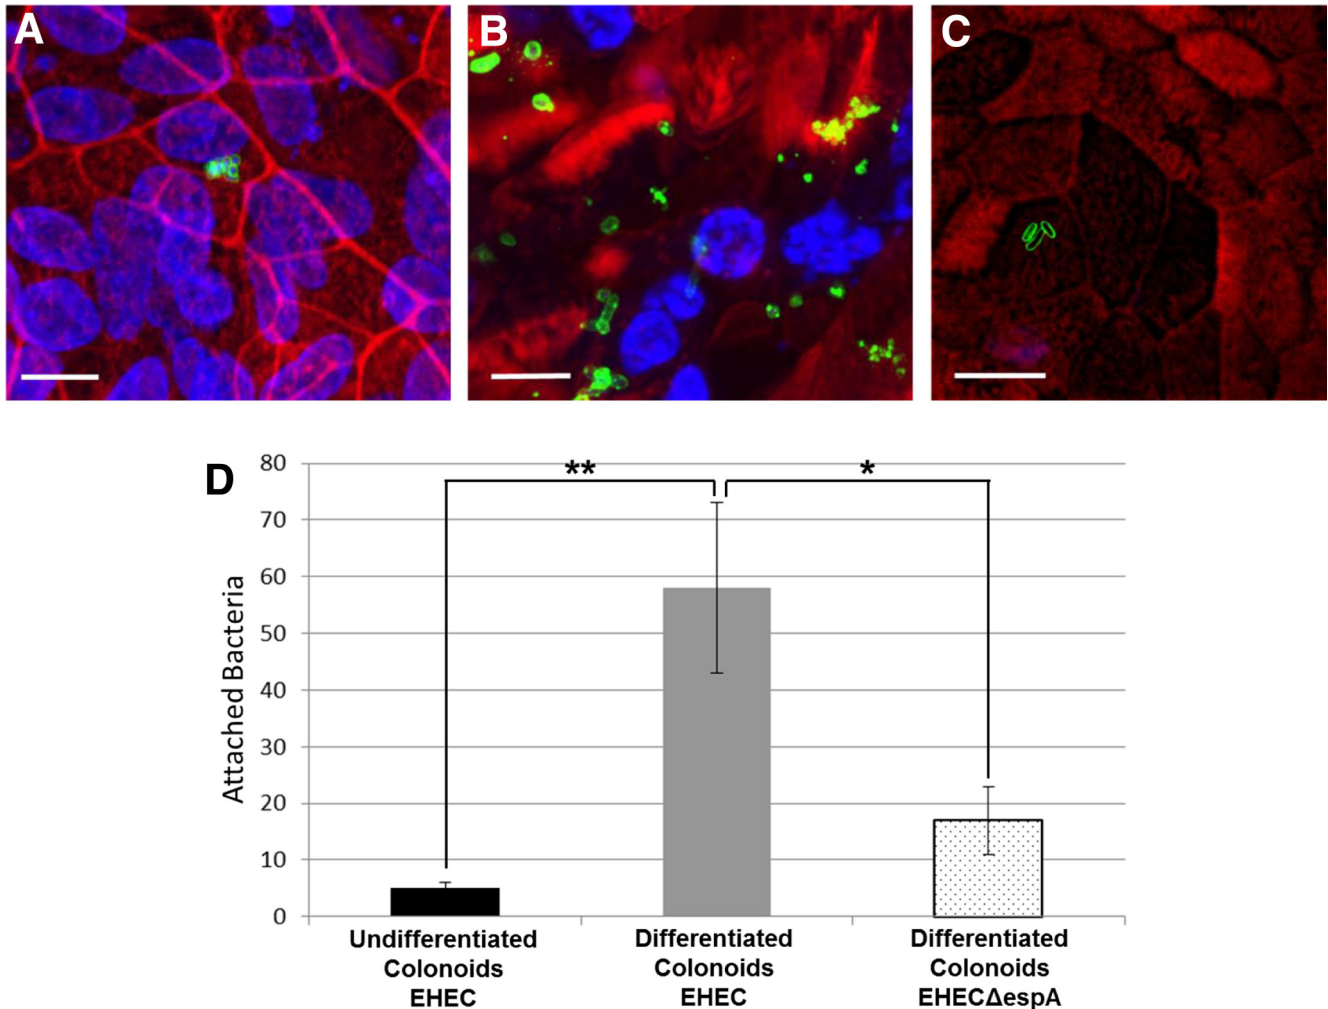 A
B
C
D
80
70
60
50
40
30
20
10
0
Attached Bacteria
**
*
Undifferentiated
Colonoids
EHEC
Differentiated
Colonoids
EHEC
Differentiated
Colonoids
EHECΔespA